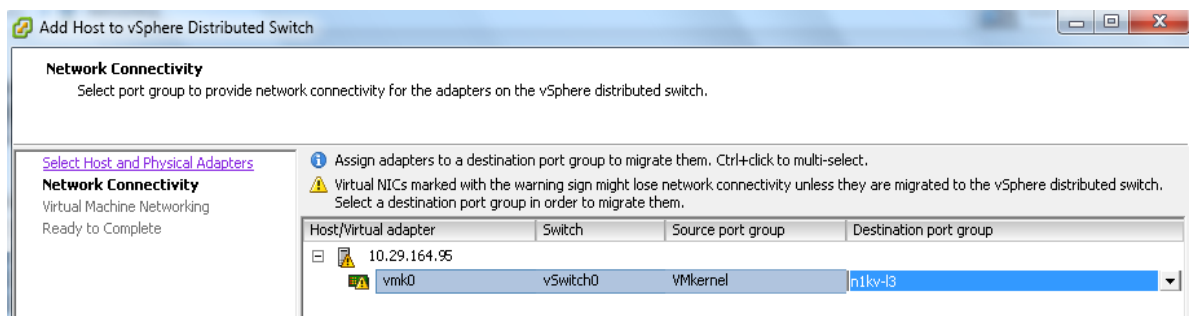 Add Host to vSphere Distributed Switch
Network Connectivity
Select port group to provide network connectivity for the adapters on the vSphere distributed switch.
Select Host and Physical Adapters
Network Connectivity
Virtual Machine Networking
Ready to Complete
Assign adapters to a destination port group to migrate them. Ctrl+click to multi-select.
Virtual NICs marked with the warning sign might lose network connectivity unless they are migrated to the vSphere distributed switch.
Select a destination port group in order to migrate them.
Host/Virtual adapter Switch Source port group Destination port group
10.29.164.95
vmk0 vSwitch0 VMkernel n1kv-l3